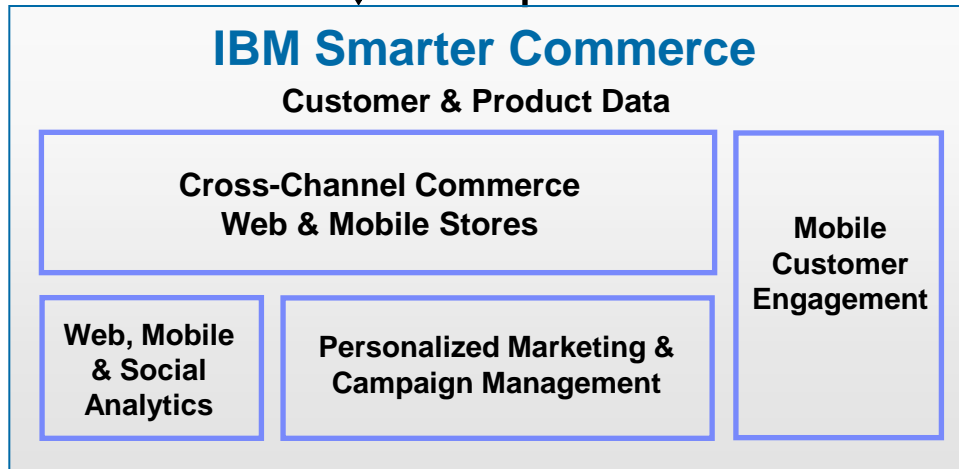 IBM Smarter Commerce
Customer & Product Data
Cross-Channel Commerce
Web & Mobile Stores
Mobile
Customer
Engagement
Web, Mobile
& Social
Analytics
Personalized Marketing &
Campaign Management